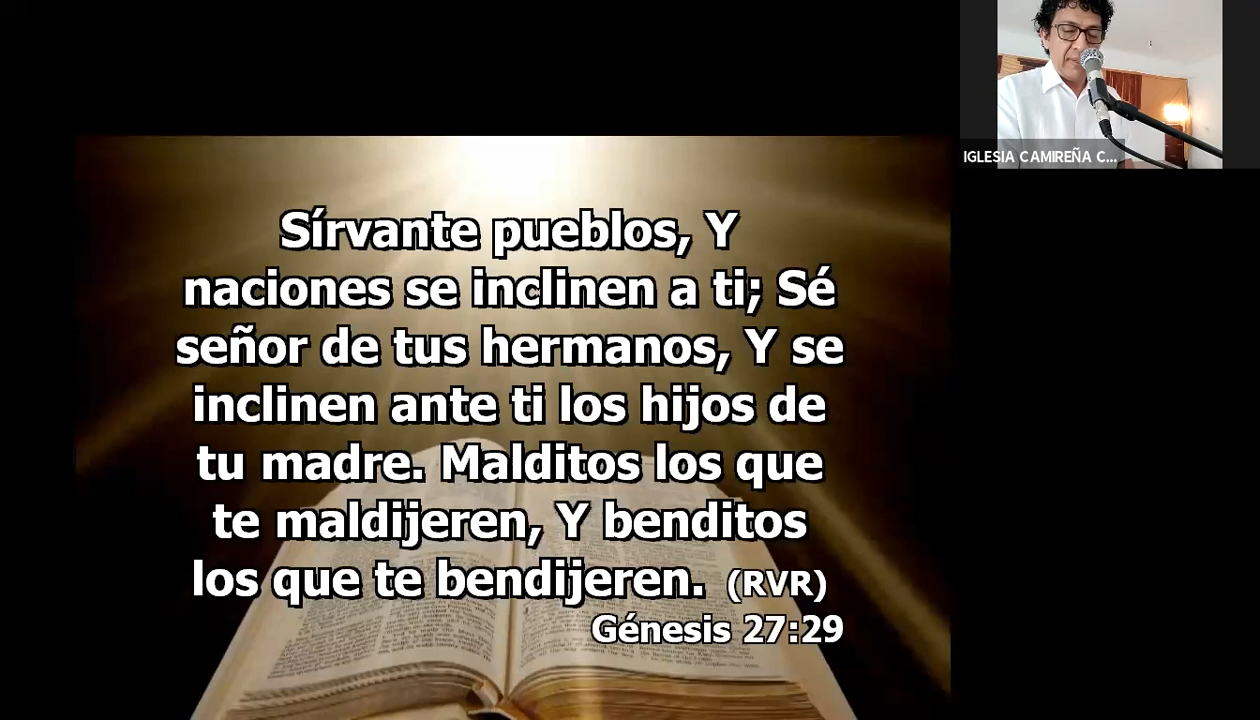 Sírvante pueblos, Y
naciones se inclinen a ti; Sé
señor de tus hermanos, Y se
inclinen ante ti los hijos de
tu madre. Malditos los que
te maldijeren, Y benditos
los que te bendijeren. (RVR)
Génesis 27:29
IGLESIA CAMIREÑA C...